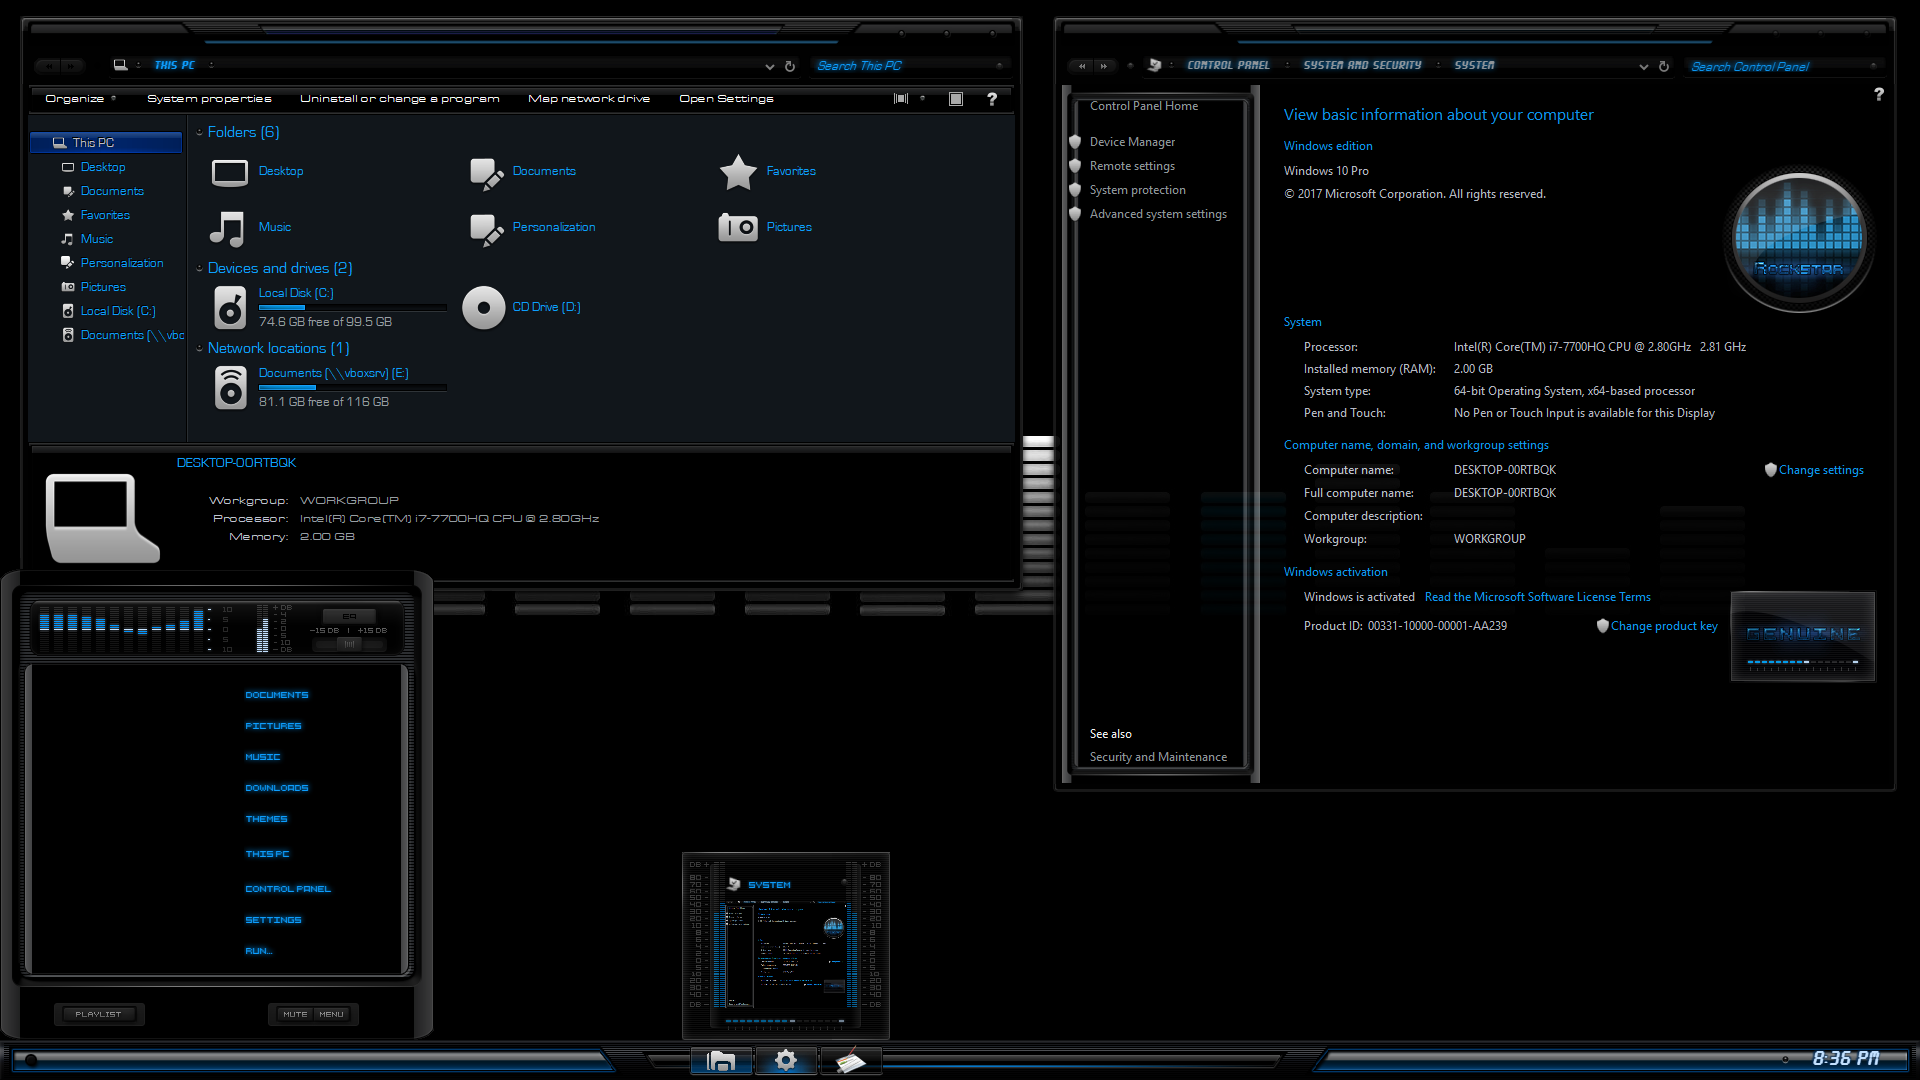 THIS PC
Search This PC
Organize
System properties
Uninstall or change a program
Map network drive
Open Settings
?
This PC
Desktop
Documents
Favorites
Music
Personalization
Pictures
Local Disk (C:)
Documents (\\vbo
Folders (6)
Desktop
Documents
Favorites
Music
Personalization
Pictures
Devices and drives (2)
Local Disk (C:)
74.6 GB free of 99.5 GB
CD Drive (D:)
Network locations (1)
Documents (\\vboxsrv) (E:)
81.1 GB free of 116 GB
DESKTOP-00RTBQK
Workgroup: WORKGROUP
Processor: Intel(R) Core(TM) i7-7700HQ CPU @ 2.80GHz
Memory: 2.00 GB
CONTROL PANEL
SYSTEM AND SECURITY
SYSTEM
Search Control Panel
?
Control Panel Home
Device Manager
Remote settings
System protection
Advanced system settings
See also
Security and Maintenance
View basic information about your computer
Windows edition
Windows 10 Pro
© 2017 Microsoft Corporation. All rights reserved.
ROCKSTAR
System
Processor: Intel(R) Core(TM) i7-7700HQ CPU @ 2.80GHz 2.81 GHz
Installed memory (RAM): 2.00 GB
System type: 64-bit Operating System, x64-based processor
Pen and Touch: No Pen or Touch Input is available for this Display
Computer name, domain, and workgroup settings
Computer name: DESKTOP-00RTBQK
Change settings
Full computer name: DESKTOP-00RTBQK
Computer description:
Workgroup: WORKGROUP
Windows activation
Windows is activated Read the Microsoft Software License Terms
Product ID: 00331-10000-00001-AA239
Change product key
GENUINE
EQ
-15 DB | +15 DB
DOCUMENTS
PICTURES
MUSIC
DOWNLOADS
THEMES
THIS PC
CONTROL PANEL
SETTINGS
RUN...
PLAYLIST
MUTE
MENU
SYSTEM
8:36 PM